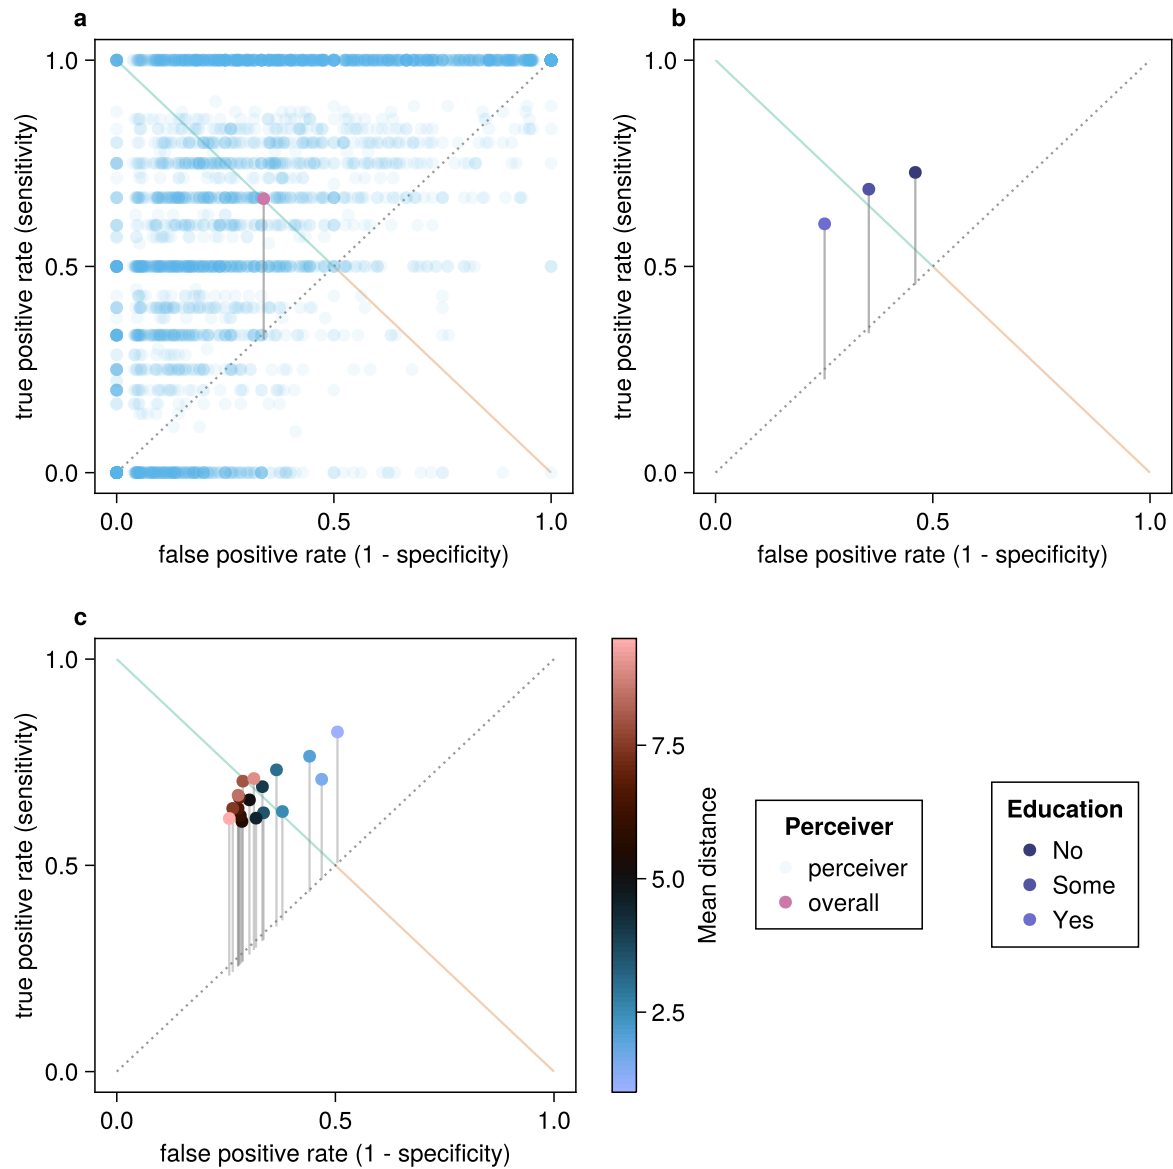 a
1.0
0.5
0.0
true positive rate (sensitivity)
0.0 0.5 1.0
false positive rate (1 - specificity)
b
1.0
0.5
0.0
true positive rate (sensitivity)
0.0 0.5 1.0
false positive rate (1 - specificity)
c
1.0
0.5
0.0
true positive rate (sensitivity)
0.0 0.5 1.0
false positive rate (1 - specificity)
7.5
5.0
2.5
Mean distance
Perceiver
perceiver
overall
Education
No
Some
Yes